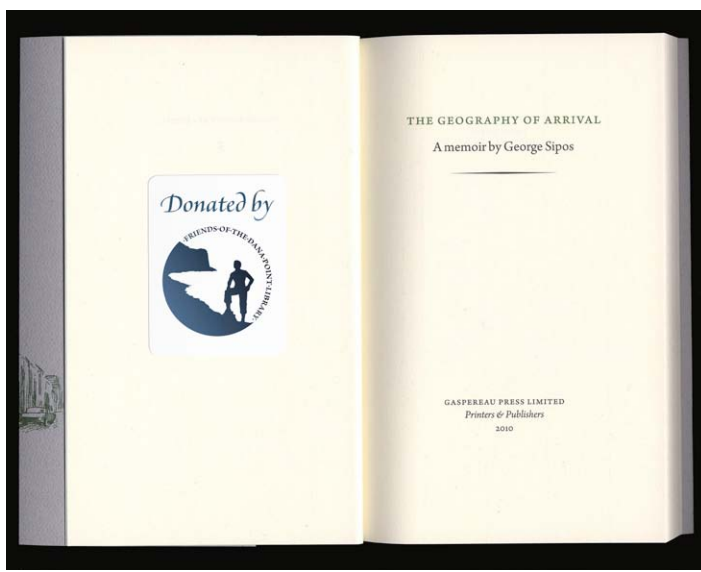 Donated by
·FRIENDS·OF·THE·DANA·POINT·LIBRARY·
THE GEOGRAPHY OF ARRIVAL
A memoir by George Sipos
GASPEREAU PRESS LIMITED
Printers & Publishers
2010